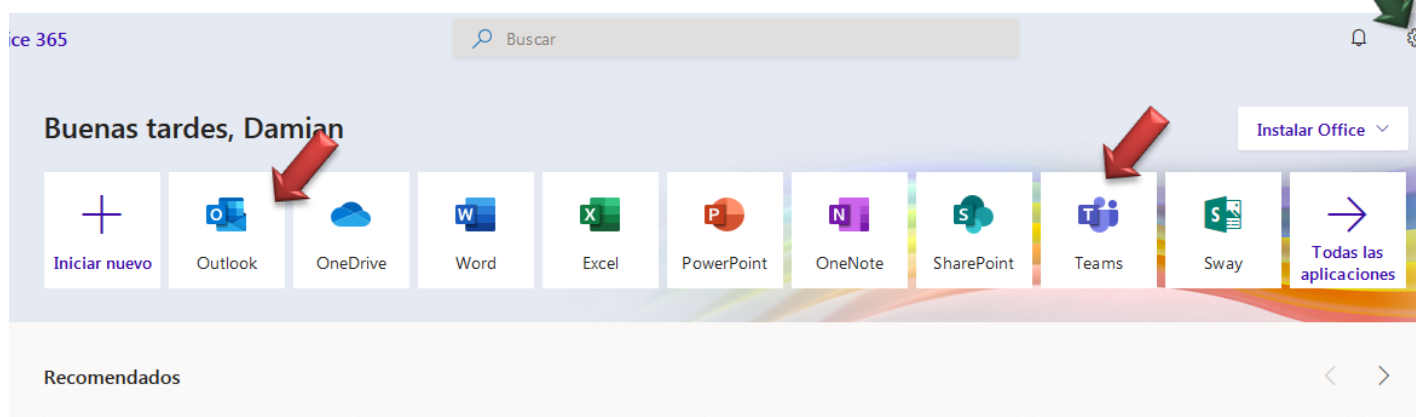 ice 365
Buscar
Buenas tardes, Damian
Instalar Office
Iniciar nuevo
Outlook
OneDrive
Word
Excel
PowerPoint
OneNote
SharePoint
Teams
Sway
Todas las
aplicaciones
Recomendados